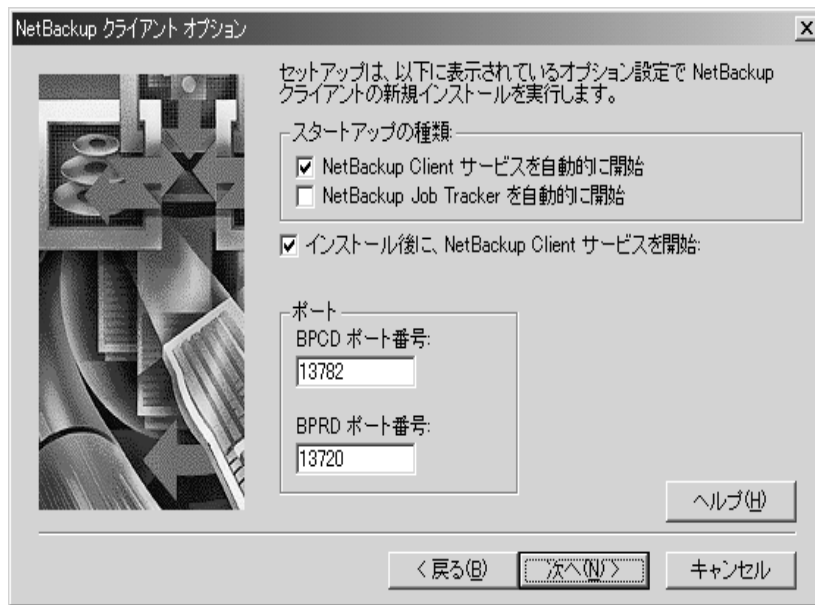 NetBackup クライアント オプション
セットアップは、以下に表示されているオプション設定で NetBackup
クライアントの新規インストールを実行します。
スタートアップの種類:
NetBackup Client サービスを自動的に開始
NetBackup Job Tracker を自動的に開始
インストール後に、NetBackup Client サービスを開始:
ポート
BPCD ポート番号:
13782
BPRD ポート番号:
13720
ヘルプ(H)
< 戻る(B)
次へ(N) >
キャンセル